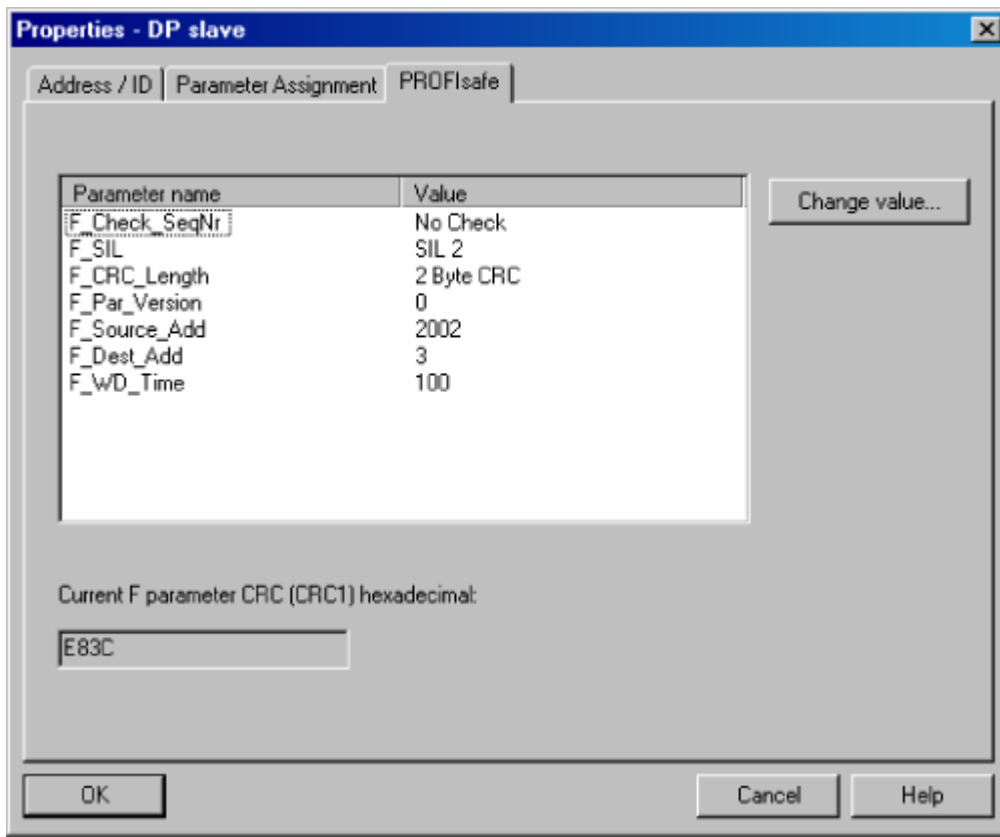 Properties - DP slave
Address / ID Parameter Assignment PROFIsafe
Parameter name Value
F_Check_SeqNr No Check
F_SIL SIL 2
F_CRC_Length 2 Byte CRC
F_Par_Version 0
F_Source_Add 2002
F_Dest_Add 3
F_WD_Time 100
Change value...
Current F parameter CRC (CRC1) hexadecimal:
E83C
OK Cancel Help